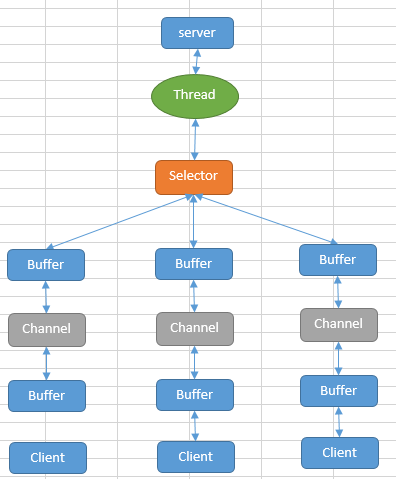 server
Thread
Selector
Buffer
Buffer
Buffer
Channel
Channel
Channel
Buffer
Buffer
Buffer
Client
Client
Client